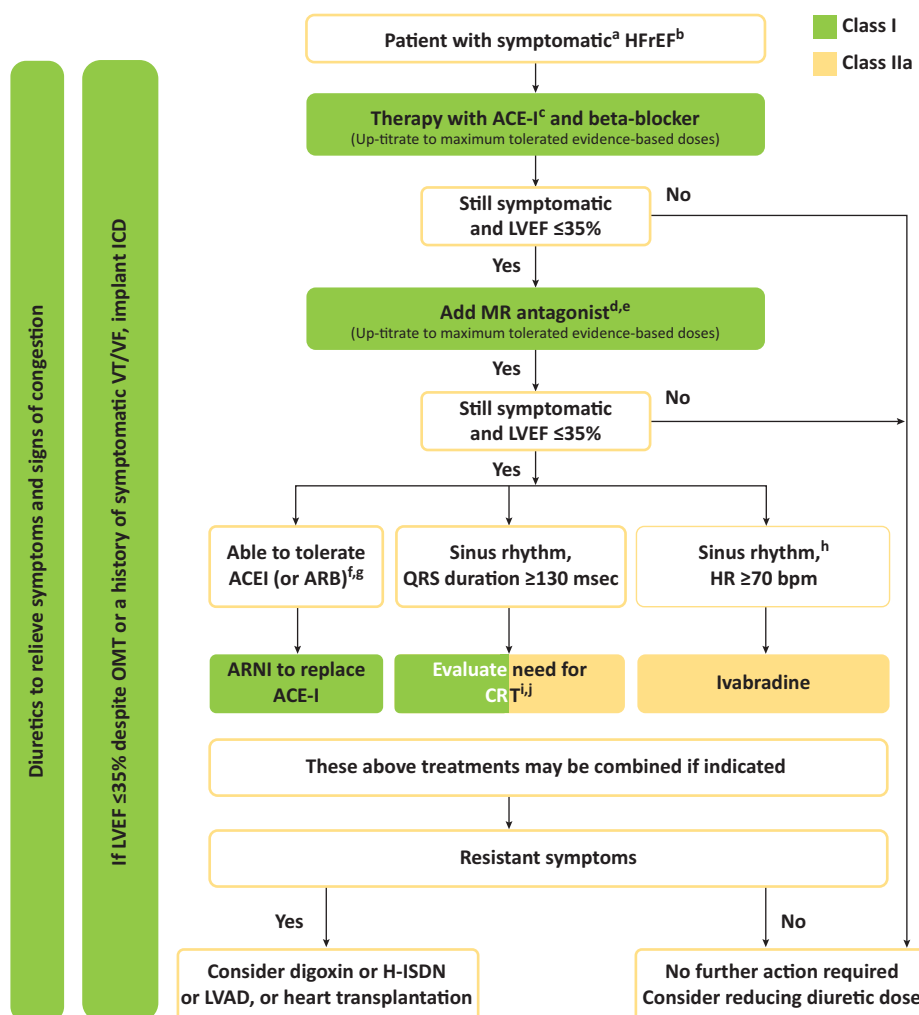 Class I
Class IIa
Diuretics to relieve symptoms and signs of congestion
If LVEF ≤35% despite OMT or a history of symptomatic VT/VF, implant ICD
Patient with symptomaticᵃ HFrEFᵇ
Therapy with ACE-Iᶜ and beta-blocker
(Up-titrate to maximum tolerated evidence-based doses)
Still symptomatic
and LVEF ≤35%
No
Yes
Add MR antagonistᵈ,ᵉ
(Up-titrate to maximum tolerated evidence-based doses)
Yes
Still symptomatic
and LVEF ≤35%
No
Yes
Able to tolerate
ACEI (or ARB)ᶠ,ᵍ
Sinus rhythm,
QRS duration ≥130 msec
Sinus rhythm,ʰ
HR ≥70 bpm
ARNI to replace
ACE-I
Evaluate need for
CRTⁱ,ʲ
Ivabradine
These above treatments may be combined if indicated
Resistant symptoms
Yes
No
Consider digoxin or H-ISDN
or LVAD, or heart transplantation
No further action required
Consider reducing diuretic dose